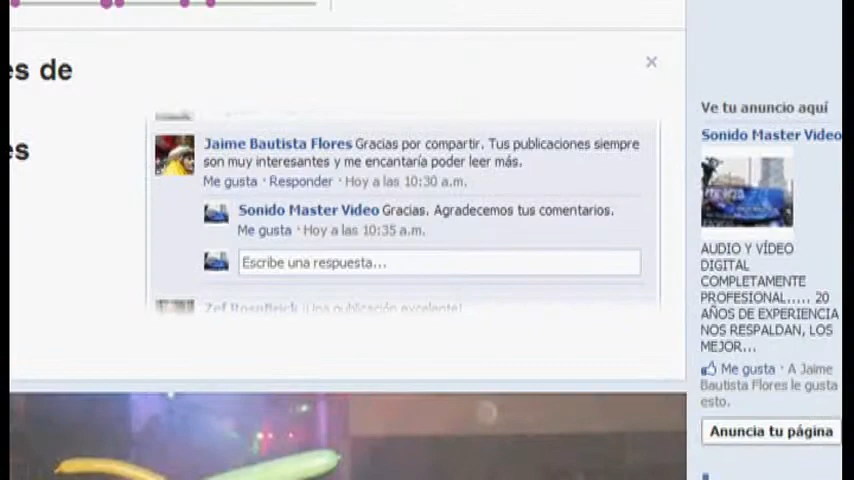 es de
es
Jaime Bautista Flores Gracias por compartir. Tus publicaciones siempre
son muy interesantes y me encantaría poder leer más.
Me gusta · Responder · Hoy a las 10:30 a.m.
Sonido Master Video Gracias. Agradecemos tus comentarios.
Me gusta · Hoy a las 10:35 a.m.
Escribe una respuesta...
¡Una publicación excelente!
Ve tu anuncio aquí
Sonido Master Video
AUDIO Y VÍDEO
DIGITAL
COMPLETAMENTE
PROFESIONAL..... 20
AÑOS DE EXPERIENCIA
NOS RESPALDAN, LOS
MEJOR...
Me gusta · A Jaime
Bautista Flores le gusta
esto.
Anuncia tu página